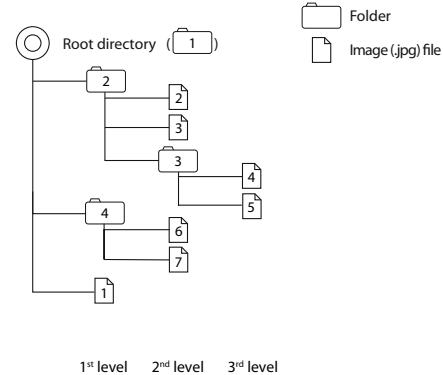 Folder
Root directory ( 1 )
Image (.jpg) file
2
2
3
3
4
5
4
6
7
1
1st level 2nd level 3rd level